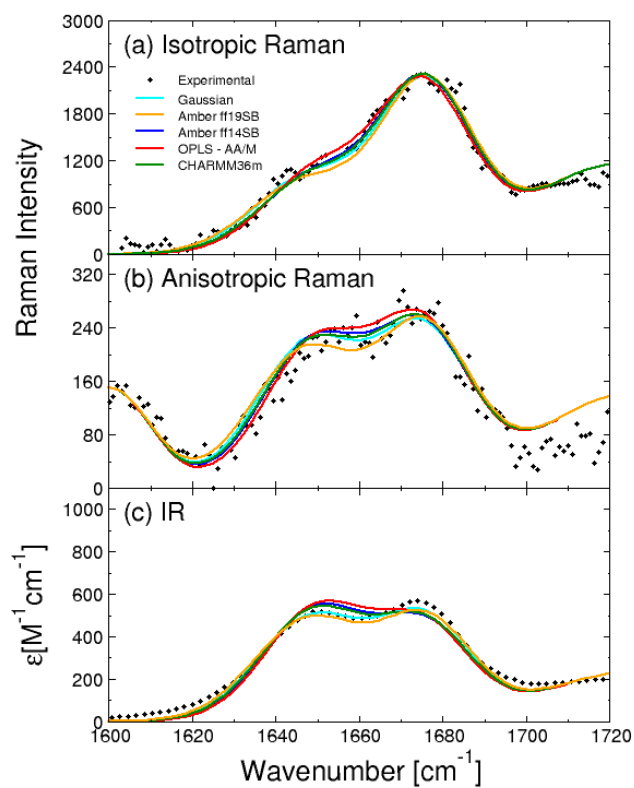 (a) Isotropic Raman
Experimental
Gaussian
Amber ff19SB
Amber ff14SB
OPLS - AA/M
CHARMM36m
3000
2400
1800
1200
600
0
(b) Anisotropic Raman
320
240
160
80
0
Raman Intensity
(c) IR
1000
800
600
400
200
0
ε[M⁻¹ cm⁻¹]
1600 1620 1640 1660 1680 1700 1720
Wavenumber [cm⁻¹]